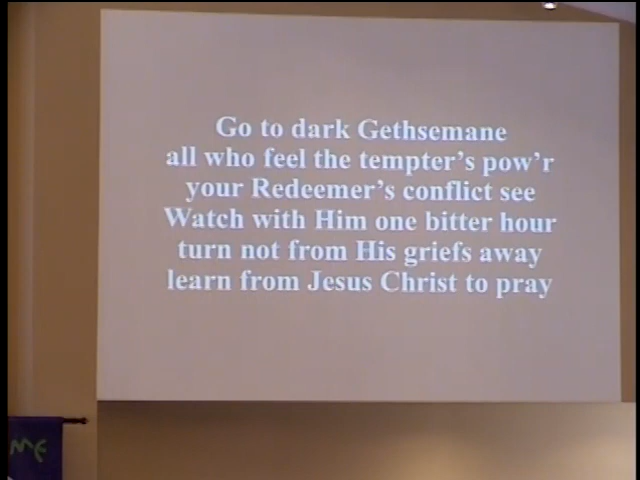 Go to dark Gethsemane
all who feel the tempter's pow'r
your Redeemer's conflict see
Watch with Him one bitter hour
turn not from His griefs away
learn from Jesus Christ to pray
ME